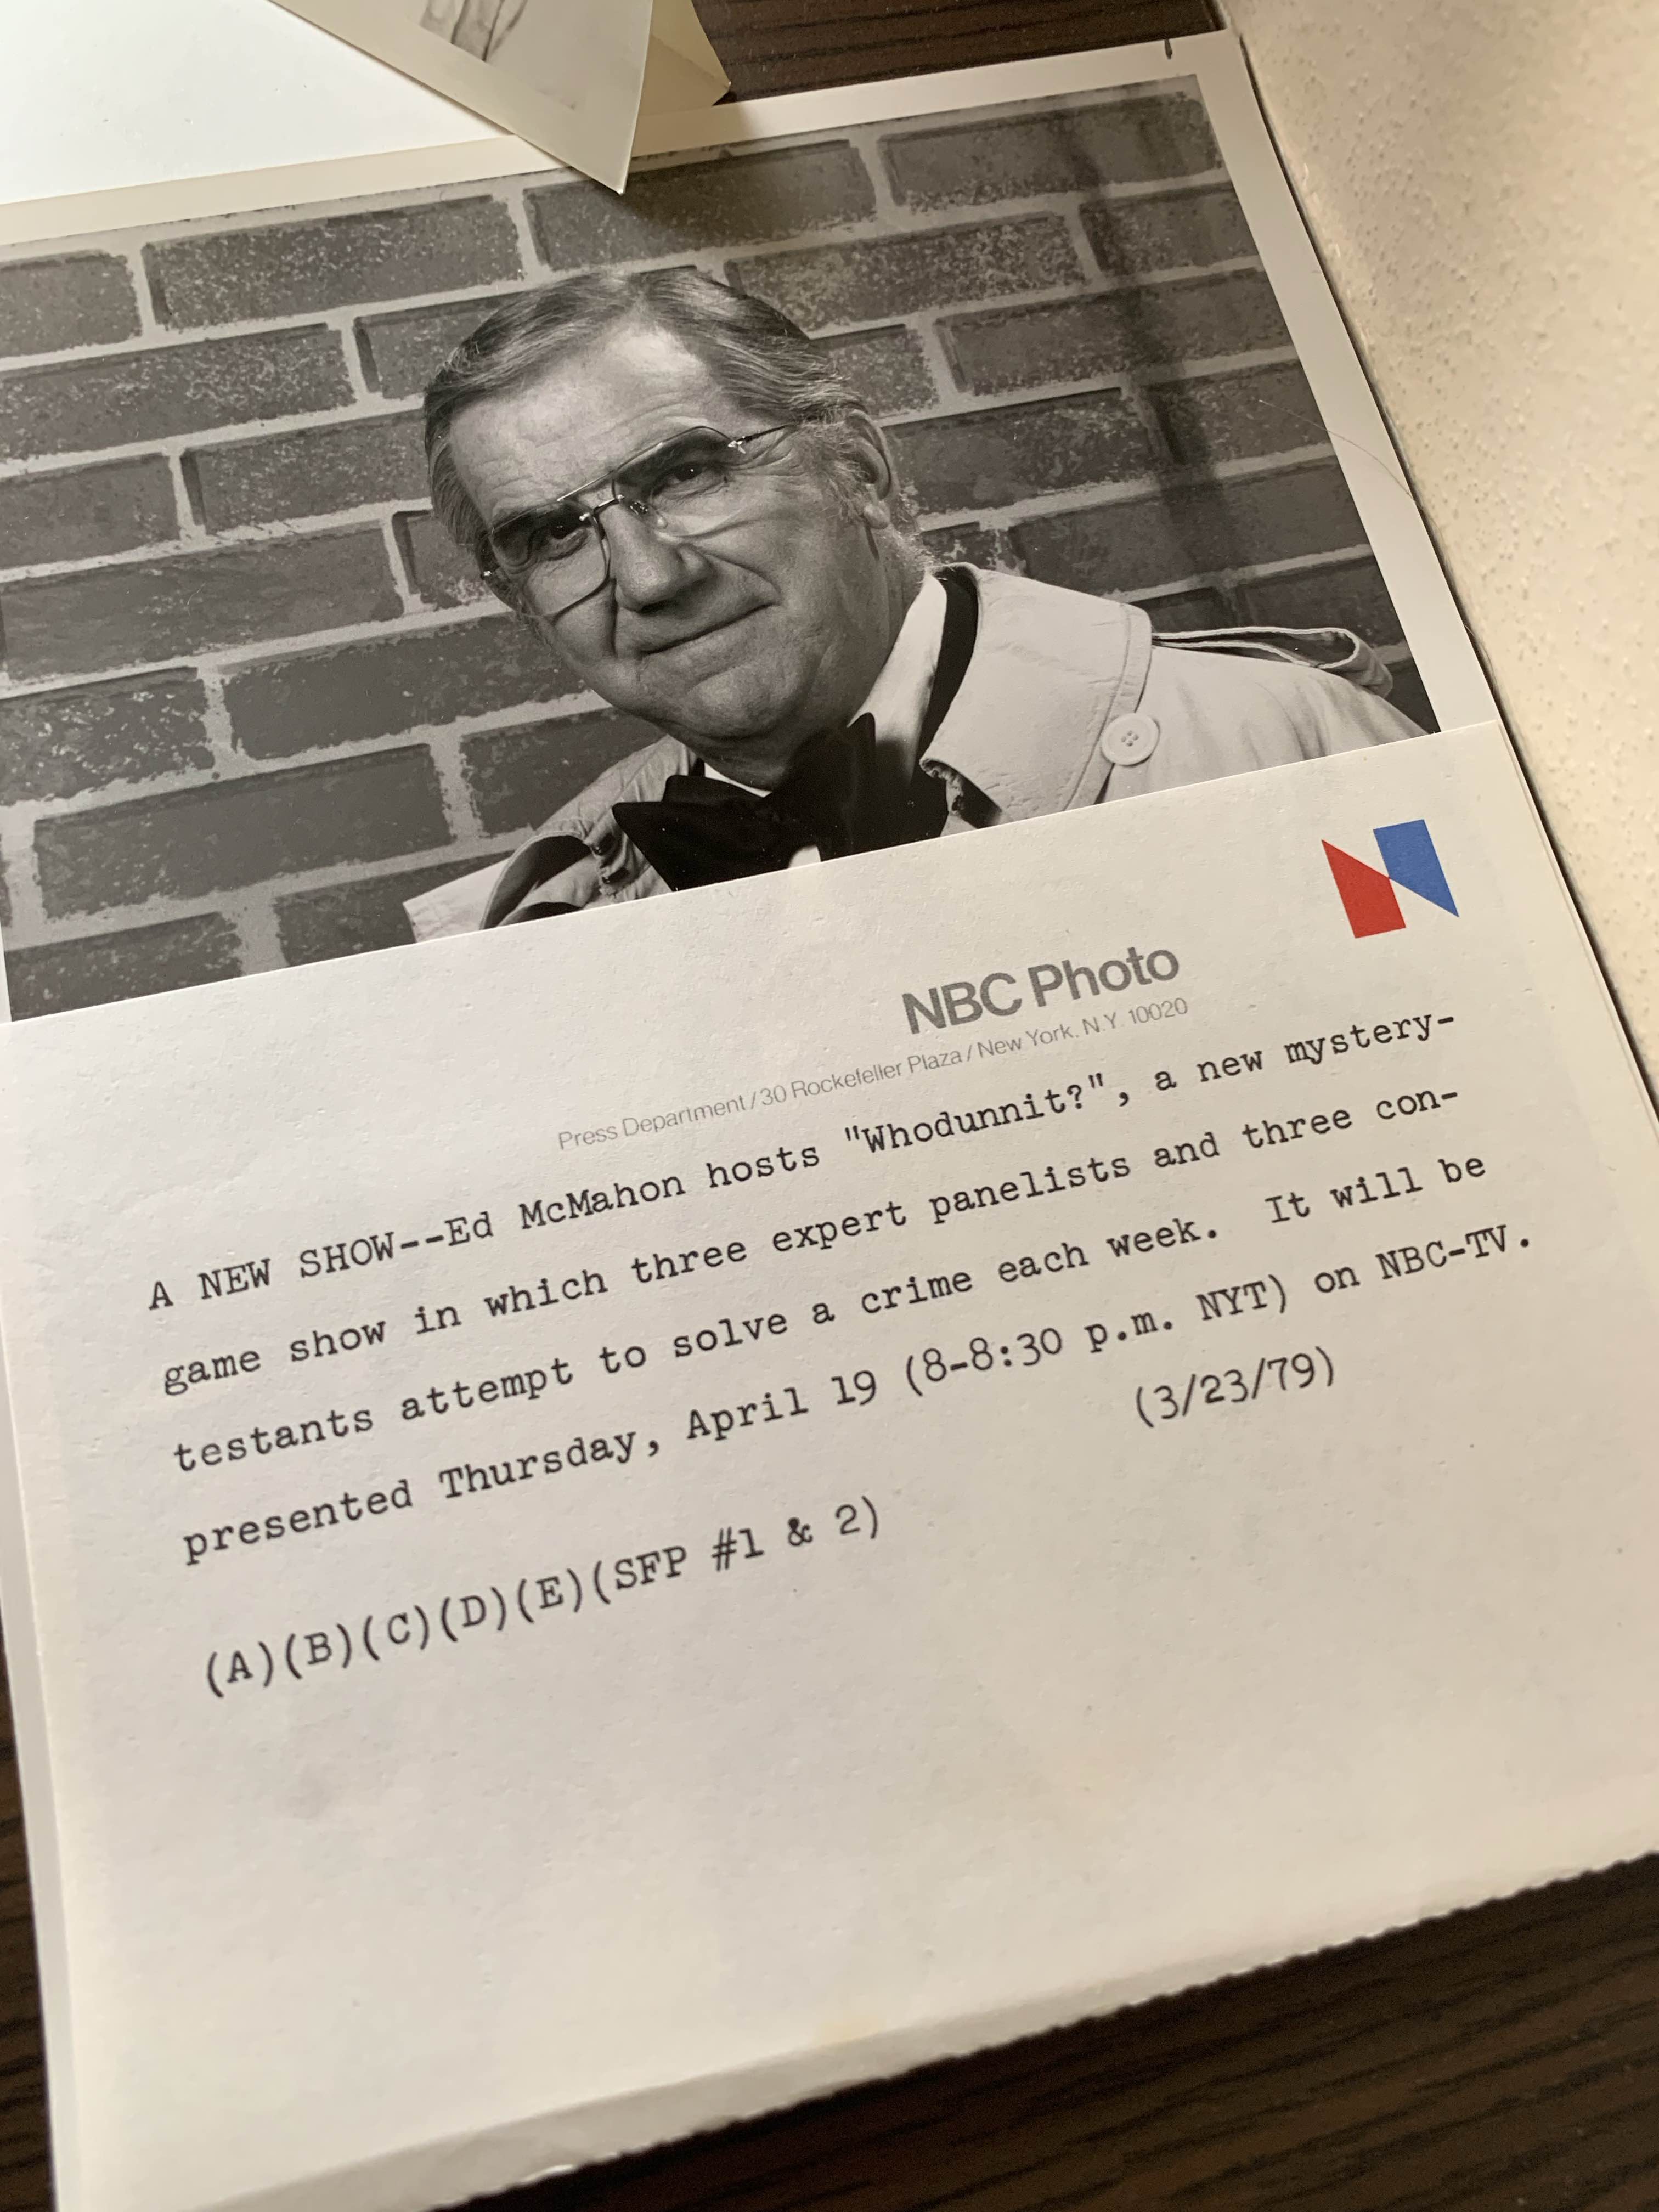 NBC Photo
Press Department / 30 Rockefeller Plaza / New York, N.Y. 10020
A NEW SHOW--Ed McMahon hosts "Whodunnit?", a new mystery-
game show in which three expert panelists and three con-
testants attempt to solve a crime each week.  It will be
presented Thursday, April 19 (8-8:30 p.m. NYT) on NBC-TV.
(3/23/79)
(A)(B)(C)(D)(E)(SFP #1 & 2)